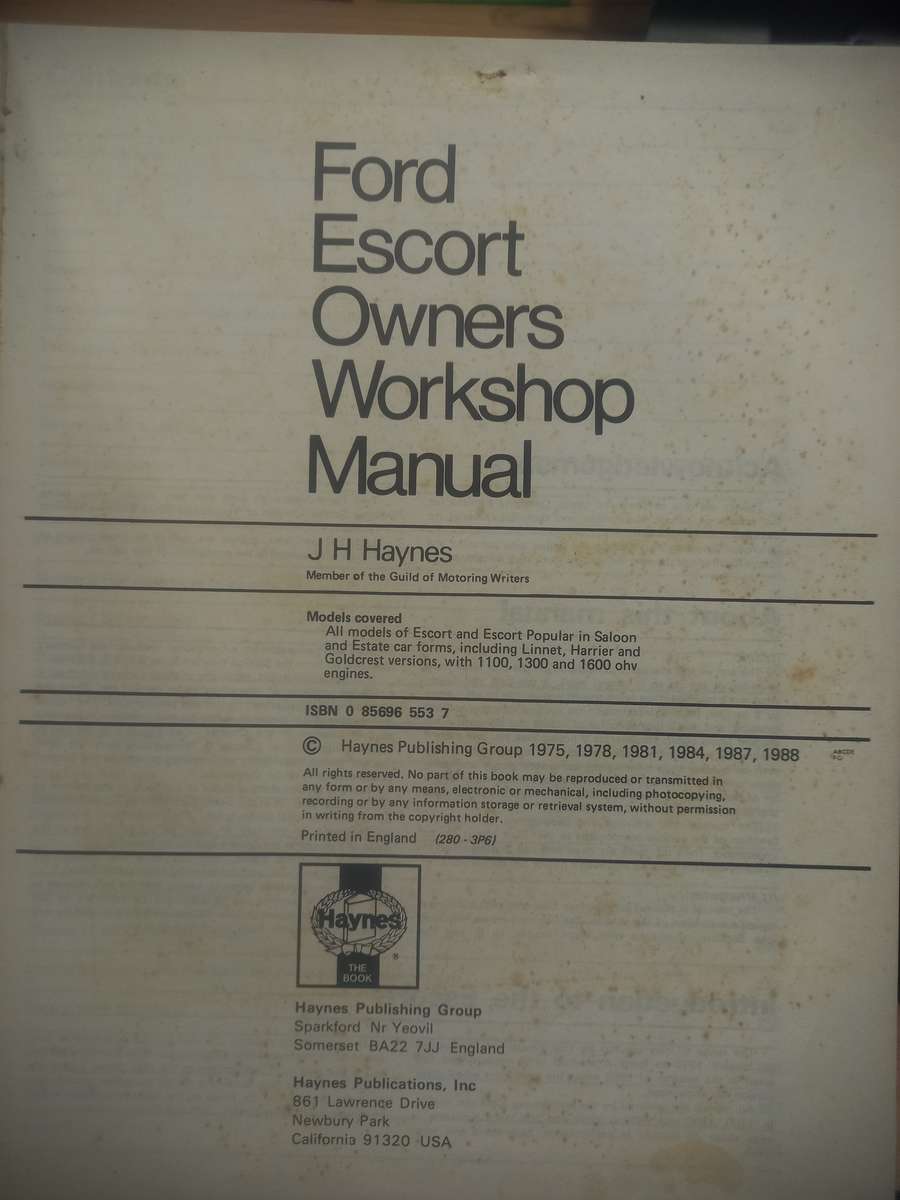 Ford
Escort
Owners
Workshop
Manual
J H Haynes
Member of the Guild of Motoring Writers
Models covered
All models of Escort and Escort Popular in Saloon
and Estate car forms, including Linnet, Harrier and
Goldcrest versions, with 1100, 1300 and 1600 ohv
engines.
ISBN 0 85696 553 7
© Haynes Publishing Group 1975, 1978, 1981, 1984, 1987, 1988
ABCDE
All rights reserved. No part of this book may be reproduced or transmitted in
any form or by any means, electronic or mechanical, including photocopying,
recording or by any information storage or retrieval system, without permission
in writing from the copyright holder.
Printed in England (280 - 3P6)
Haynes
®
THE
BOOK
Haynes Publishing Group
Sparkford Nr Yeovil
Somerset BA22 7JJ England
Haynes Publications, Inc
861 Lawrence Drive
Newbury Park
California 91320 USA